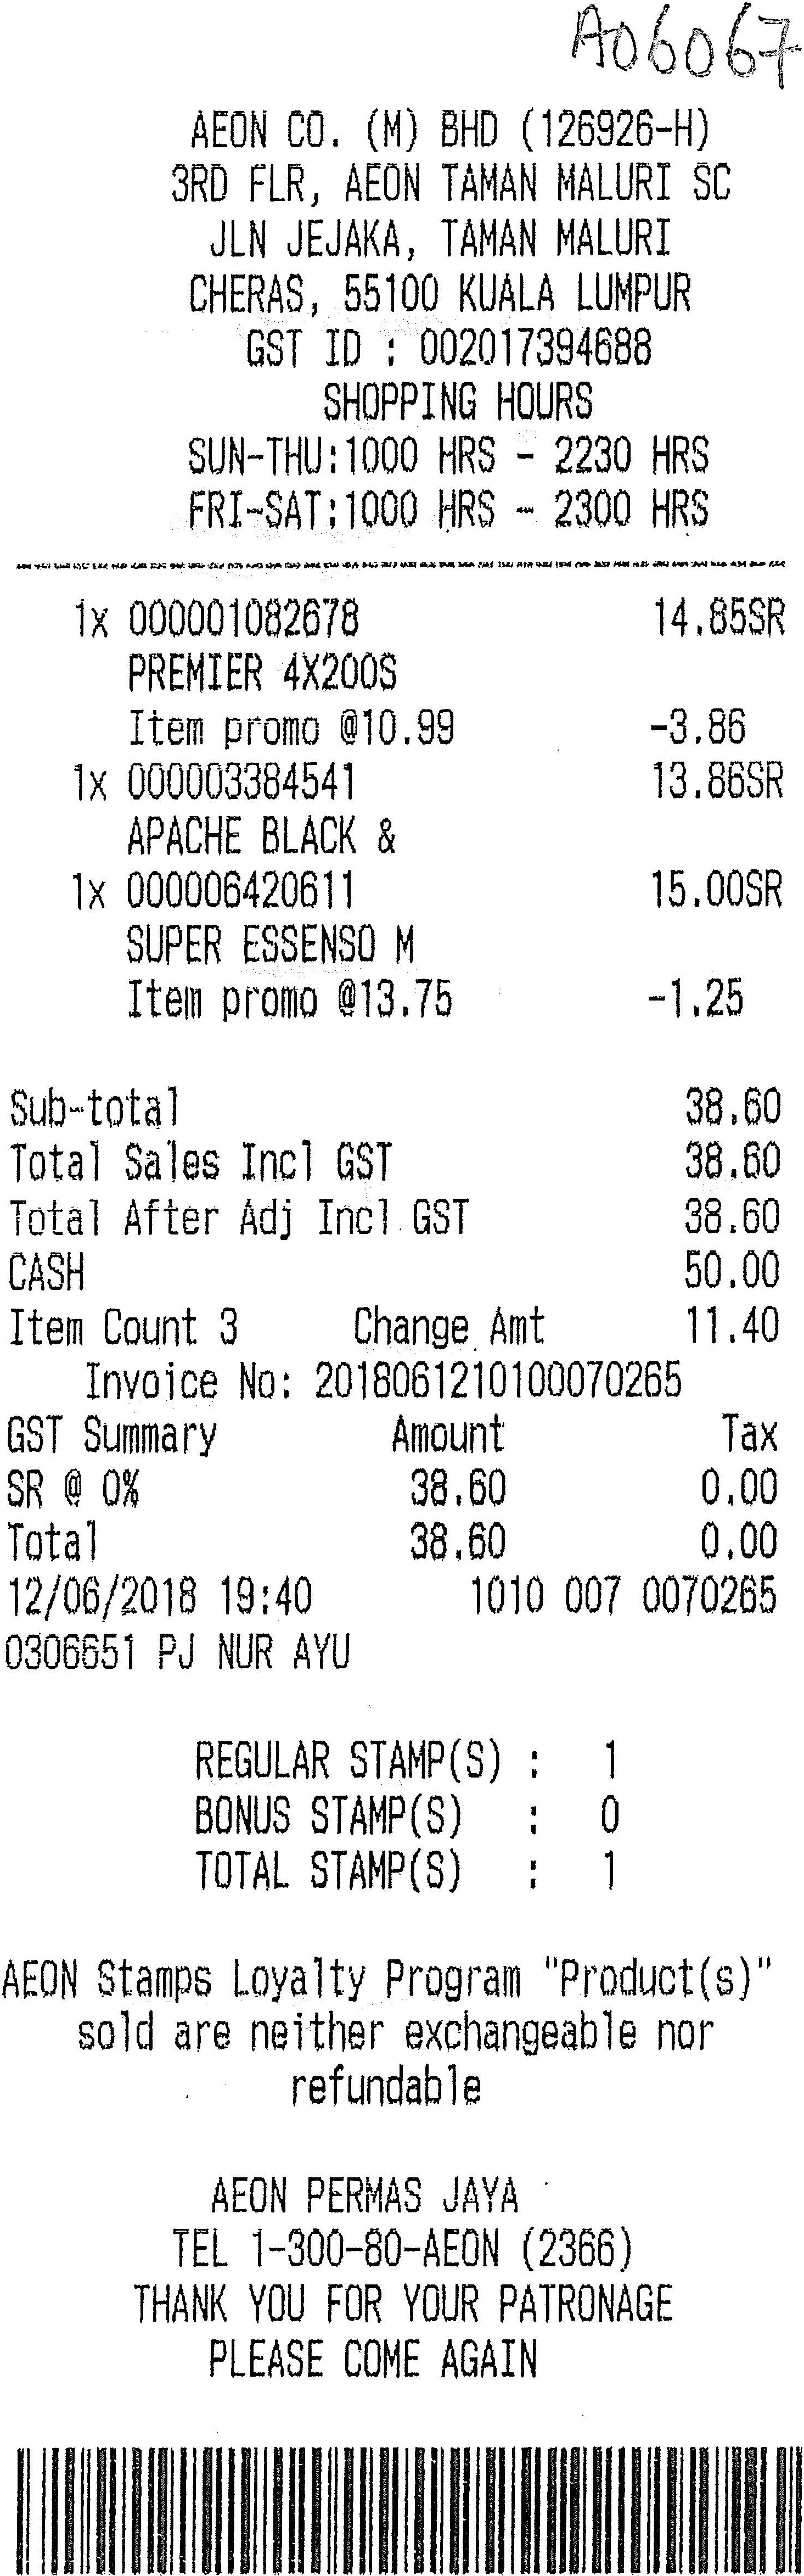 A06067
AEON CO. (M) BHD (126926-H)
3RD FLR, AEON TAMAN MALURI SC
JLN JEJAKA, TAMAN MALURI
CHERAS, 55100 KUALA LUMPUR
GST ID : 002017394688
SHOPPING HOURS
SUN-THU:1000 HRS - 2230 HRS
FRI-SAT:1000 HRS - 2300 HRS
1x 000001082678 14.85SR
PREMIER 4X200S
Item promo @10.99 -3.86
1x 000003384541 13.86SR
APACHE BLACK &
1x 000006420611 15.00SR
SUPER ESSENSO M
Item promo @13.75 -1.25
Sub-total 38.60
Total Sales Incl GST 38.60
Total After Adj Incl GST 38.60
CASH 50.00
Item Count 3 Change Amt 11.40
Invoice No: 2018061210100070265
GST Summary Amount Tax
SR @ 0% 38.60 0.00
Total 38.60 0.00
12/06/2018 19:40 1010 007 0070265
0306651 PJ NUR AYU
REGULAR STAMP(S) : 1
BONUS STAMP(S) : 0
TOTAL STAMP(S) : 1
AEON Stamps Loyalty Program "Product(s)"
sold are neither exchangeable nor
refundable
AEON PERMAS JAYA
TEL 1-300-80-AEON (2366)
THANK YOU FOR YOUR PATRONAGE
PLEASE COME AGAIN